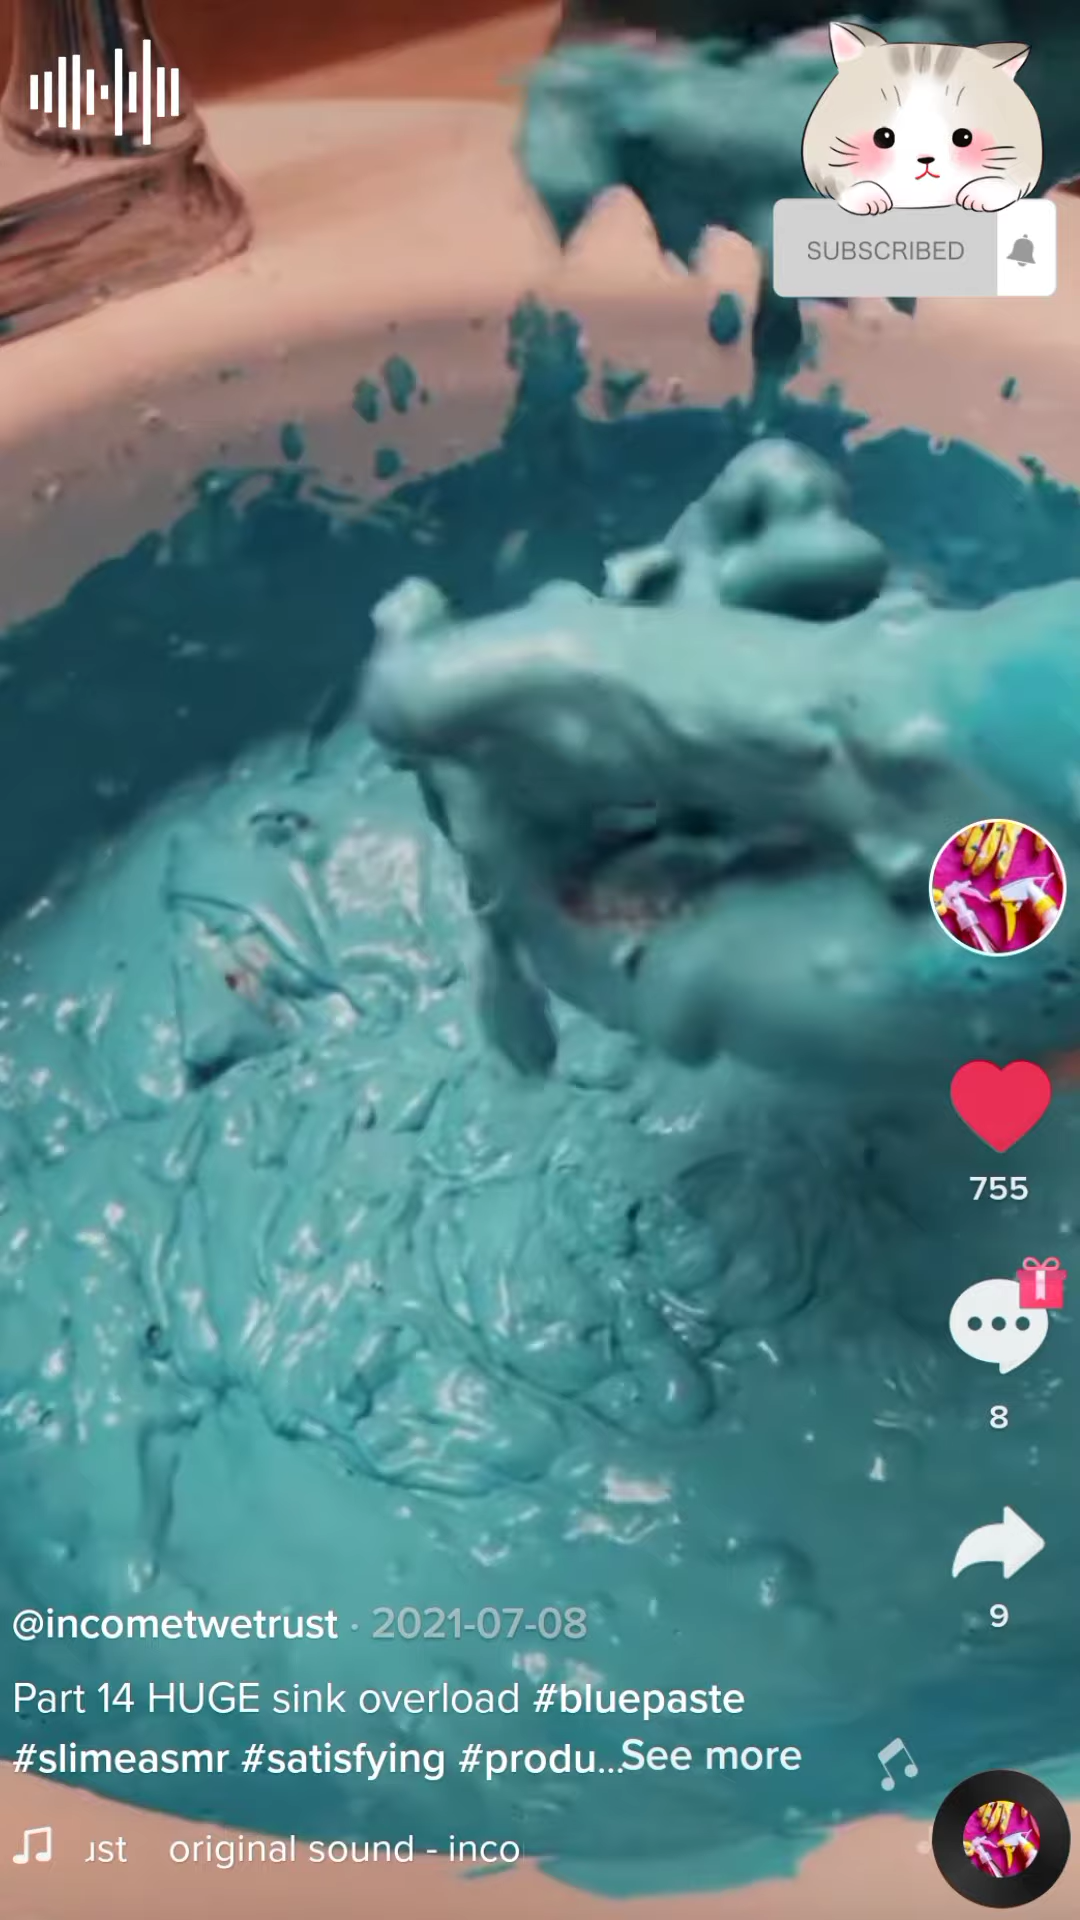 SUBSCRIBED
755
8
9
@incometwetrust · 2021-07-08
Part 14 HUGE sink overload #bluepaste
#slimeasmr #satisfying #produ...See more
ust original sound - inco